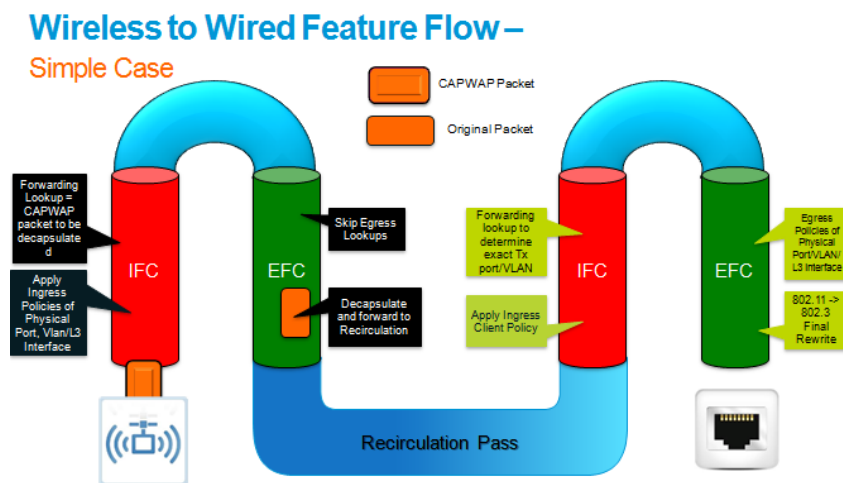 Wireless to Wired Feature Flow –
Simple Case
CAPWAP Packet
Original Packet
Forwarding
Lookup =
CAPWAP
packet to be
decapsulate
d
Apply
Ingress
Policies of
Physical
Port, Vlan/L3
Interface
IFC
EFC
Skip Egress
Lookups
Decapsulate
and forward to
Recirculation
Forwarding
lookup to
determine
exact Tx
port/VLAN
Apply Ingress
Client Policy
IFC
EFC
Egress
Policies of
Physical
Port/VLAN/
L3 Interface
802.11 ->
802.3
Final
Rewrite
Recirculation Pass